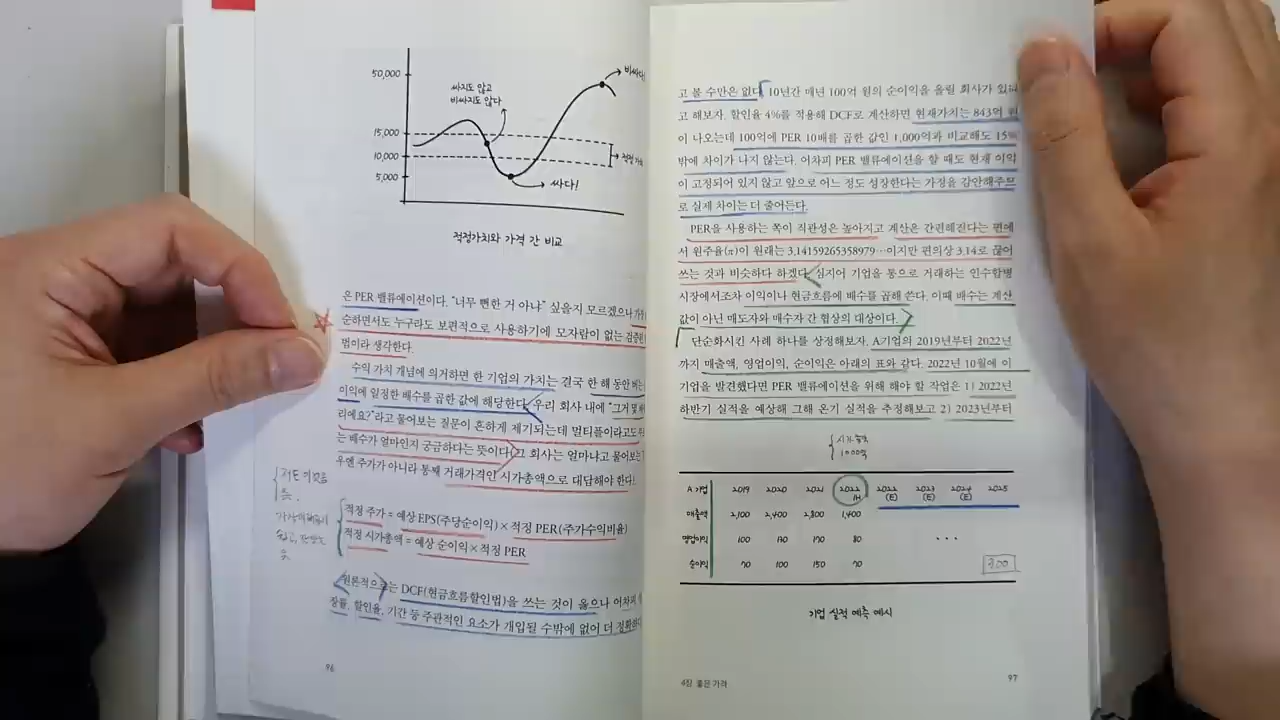 50,000
15,000
10,000
5,000
싸지도 않고
비싸지도 않다
비싸다!
싸다!
적정가치와 가격 간 비교
은 PER 밸류에이션이다. "너무 뻔한 거 아냐" 싶을지 모르겠으나
순하면서도 누구라도 보편적으로 사용하기에 모자람이 없는 검증된
법이라 생각한다.
수익 가치 개념에 의거하면 한 기업의 가치는 결국 한 해 동안 버는
이익에 일정한 배수를 곱한 값에 해당한다. 우리 회사 내에 "그거 몇
리예요?"라고 물어보는 질문이 흔하게 제기되는데 멀티플이라고도
는 배수가 얼마인지 궁금하다는 뜻이다. 그 회사는 얼마냐고 물어보는
우엔 주가가 아니라 통째 거래가격인 시가총액으로 대답해야 한다.
적정 주가 = 예상 EPS(주당순이익) × 적정 PER(주가수익비율)
적정 시가총액 = 예상 순이익 × 적정 PER
원론적으로는 DCF(현금흐름할인법)을 쓰는 것이 옳으나 어차피
장률, 할인율, 기간 등 주관적인 요소가 개입될 수밖에 없어 더 정확하다
96
고 볼 수만은 없다. 10년간 매년 100억 원의 순이익을 올릴 회사가 있다
고 해보자. 할인율 4%를 적용해 DCF로 계산하면 현재가치는 843억 원
이 나오는데 100억에 PER 10배를 곱한 값인 1,000억과 비교해도 15%
밖에 차이가 나지 않는다. 어차피 PER 밸류에이션을 할 때도 현재 이익
이 고정되어 있지 않고 앞으로 어느 정도 성장한다는 가정을 감안해주므
로 실제 차이는 더 줄어든다.
PER을 사용하는 쪽이 직관성은 높아지고 계산은 간편해진다는 면에
서 원주율(π)이 원래는 3.14159265358979…이지만 편의상 3.14로 끊어
쓰는 것과 비슷하다 하겠다. 심지어 기업을 통으로 거래하는 인수합병
시장에서조차 이익이나 현금흐름에 배수를 곱해 쓴다. 이때 배수는 계산
값이 아닌 매도자와 매수자 간 협상의 대상이다.
단순화시킨 사례 하나를 상정해보자. A기업의 2019년부터 2022년
까지 매출액, 영업이익, 순이익은 아래의 표와 같다. 2022년 10월에 이
기업을 발견했다면 PER 밸류에이션을 위해 해야 할 작업은 1) 2022년
하반기 실적을 예상해 그해 온기 실적을 추정해보고 2) 2023년부터
시가총액
1000억
A기업 2019 2020 2021 2022 1H 2022 (E) 2023 (E) 2024 (E) 2025
매출액 2,100 2,400 2,800 1,400
영업이익 100 130 170 80 ...
순이익 70 100 150 70 300
기업 실적 예측 예시
4장 좋은 가격
97